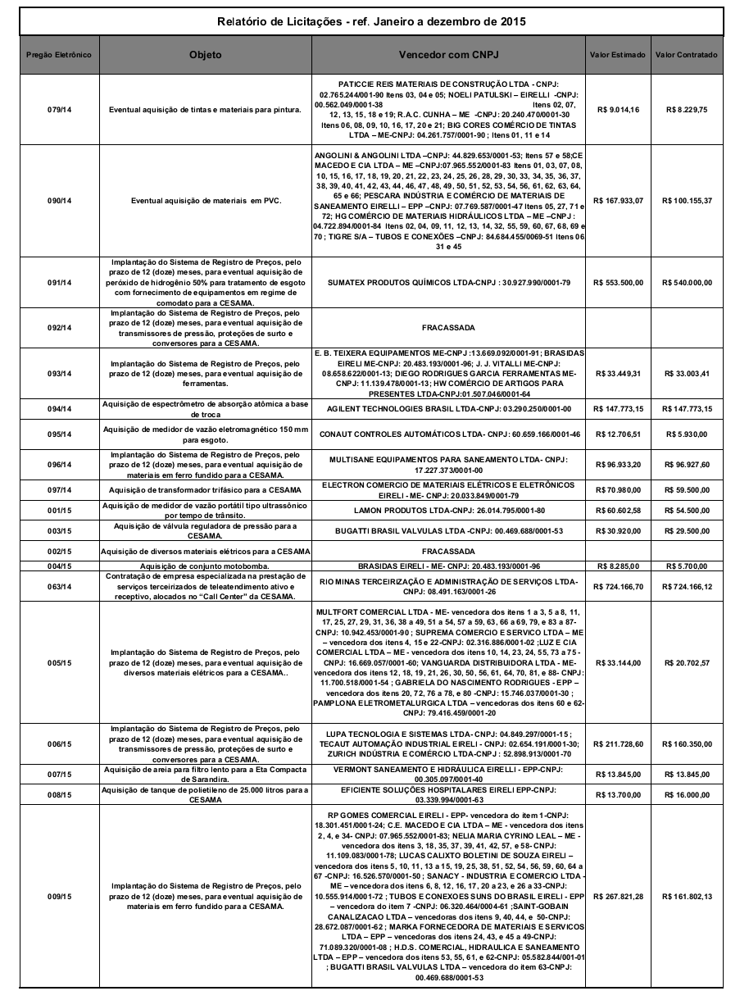 Relatório de Licitações - ref. Janeiro a dezembro de 2015
Pregão Eletrônico
Objeto
Vencedor com CNPJ
Valor Estimado
Valor Contratado
079/14
Eventual aquisição de tintas e materiais para pintura.
PATICCIE REIS MATERIAIS DE CONSTRUÇÃO LTDA - CNPJ:
02.765.244/001-90 Itens 03, 04 e 05; NOELI PATULSKI – EIRELLI -CNPJ:
00.562.049/0001-38 Itens 02, 07,
12, 13, 15, 18 e 19; R.A.C. CUNHA – ME -CNPJ: 20.240.470/0001-30
Itens 06, 08, 09, 10, 16, 17, 20 e 21; BIG CORES COMÉRCIO DE TINTAS
LTDA – ME-CNPJ: 04.261.757/0001-90 ; Itens 01, 11 e 14
R$ 9.014,16
R$ 8.229,75
090/14
Eventual aquisição de materiais em PVC.
ANGOLINI & ANGOLINI LTDA –CNPJ: 44.829.653/0001-53; Itens 57 e 58;CE
MACEDO E CIA LTDA – ME –CNPJ:07.965.552/0001-83 Itens 01, 03, 07, 08,
10, 15, 16, 17, 18, 19, 20, 21, 22, 23, 24, 25, 26, 28, 29, 30, 33, 34, 35, 36, 37,
38, 39, 40, 41, 42, 43, 44, 46, 47, 48, 49, 50, 51, 52, 53, 54, 56, 61, 62, 63, 64,
65 e 66; PESCARA INDÚSTRIA E COMÉRCIO DE MATERIAIS DE
SANEAMENTO EIRELLI – EPP –CNPJ: 07.769.587/0001-47 Itens 05, 27, 71 e
72; HG COMÉRCIO DE MATERIAIS HIDRÁULICOS LTDA – ME –CNPJ :
04.722.894/0001-84 Itens 02, 04, 09, 11, 12, 13, 14, 32, 55, 59, 60, 67, 68, 69 e
70 ; TIGRE S/A – TUBOS E CONEXÕES –CNPJ: 84.684.455/0069-51 Itens 06,
31 e 45
R$ 167.933,07
R$ 100.155,37
091/14
Implantação do Sistema de Registro de Preços, pelo
prazo de 12 (doze) meses, para eventual aquisição de
peróxido de hidrogênio 50% para tratamento de esgoto
com fornecimento de equipamentos em regime de
comodato para a CESAMA.
SUMATEX PRODUTOS QUÍMICOS LTDA-CNPJ : 30.927.990/0001-79
R$ 553.500,00
R$ 540.000,00
092/14
Implantação do Sistema de Registro de Preços, pelo
prazo de 12 (doze) meses, para eventual aquisição de
transmissores de pressão, proteções de surto e
conversores para a CESAMA.
FRACASSADA
093/14
Implantação do Sistema de Registro de Preços, pelo
prazo de 12 (doze) meses, para eventual aquisição de
ferramentas.
E. B. TEIXERA EQUIPAMENTOS ME-CNPJ :13.669.092/0001-91; BRASIDAS
EIRELI ME-CNPJ: 20.483.193/0001-96; J. J. VITALLI ME-CNPJ:
08.658.622/0001-13; DIEGO RODRIGUES GARCIA FERRAMENTAS ME-
CNPJ: 11.139.478/0001-13; HW COMÉRCIO DE ARTIGOS PARA
PRESENTES LTDA-CNPJ:01.507.046/0001-64
R$ 33.449,31
R$ 33.003,41
094/14
Aquisição de espectrômetro de absorção atômica a base
de troca
AGILENT TECHNOLOGIES BRASIL LTDA-CNPJ: 03.290.250/0001-00
R$ 147.773,15
R$ 147.773,15
095/14
Aquisição de medidor de vazão eletromagnético 150 mm
para esgoto.
CONAUT CONTROLES AUTOMÁTICOS LTDA- CNPJ: 60.659.166/0001-46
R$ 12.706,51
R$ 5.930,00
096/14
Implantação do Sistema de Registro de Preços, pelo
prazo de 12 (doze) meses, para eventual aquisição de
materiais em ferro fundido para a CESAMA.
MULTISANE EQUIPAMENTOS PARA SANEAMENTO LTDA- CNPJ:
17.227.373/0001-00
R$ 96.933,20
R$ 96.927,60
097/14
Aquisição de transformador trifásico para a CESAMA
ELECTRON COMERCIO DE MATERIAIS ELÉTRICOS E ELETRÔNICOS
EIRELI - ME- CNPJ: 20.033.849/0001-79
R$ 70.980,00
R$ 59.500,00
001/15
Aquisição de medidor de vazão portátil tipo ultrassônico
por tempo de trânsito.
LAMON PRODUTOS LTDA-CNPJ: 26.014.795/0001-80
R$ 60.602,58
R$ 54.500,00
003/15
Aquisição de válvula reguladora de pressão para a
CESAMA.
BUGATTI BRASIL VALVULAS LTDA -CNPJ: 00.469.688/0001-53
R$ 30.920,00
R$ 29.500,00
002/15
Aquisição de diversos materiais elétricos para a CESAMA
FRACASSADA
004/15
Aquisição de conjunto motobomba.
BRASIDAS EIRELI - ME- CNPJ: 20.483.193/0001-96
R$ 8.285,00
R$ 5.700,00
063/14
Contratação de empresa especializada na prestação de
serviços terceirizados de teleatendimento ativo e
receptivo, alocados no “Call Center” da CESAMA.
RIO MINAS TERCEIRIZAÇÃO E ADMINISTRAÇÃO DE SERVIÇOS LTDA-
CNPJ: 08.491.163/0001-26
R$ 724.166,70
R$ 724.166,12
005/15
Implantação do Sistema de Registro de Preços, pelo
prazo de 12 (doze) meses, para eventual aquisição de
diversos materiais elétricos para a CESAMA..
MULTFORT COMERCIAL LTDA - ME- vencedora dos itens 1 a 3, 5 a 8, 11,
17, 25, 27, 29, 31, 36, 38 a 49, 51 a 54, 57 a 59, 63, 66 a 69, 79, e 83 a 87-
CNPJ: 10.942.453/0001-90 ; SUPREMA COMERCIO E SERVICO LTDA – ME
– vencedora dos itens 4, 15 e 22-CNPJ: 02.316.886/0001-02 ;LUZ E CIA
COMERCIAL LTDA – ME - vencedora dos itens 10, 14, 23, 24, 55, 73 a 75 -
CNPJ: 16.669.057/0001-60; VANGUARDA DISTRIBUIDORA LTDA - ME-
vencedora dos itens 12, 18, 19, 21, 26, 30, 50, 56, 61, 64, 70, 81, e 88- CNPJ:
11.700.518/0001-54 ; GABRIELA DO NASCIMENTO RODRIGUES - EPP –
vencedora dos itens 20, 72, 76 a 78, e 80 -CNPJ: 15.746.037/0001-30 ;
PAMPLONA ELETROMETALURGICA LTDA – vencedoras dos itens 60 e 62-
CNPJ: 79.416.459/0001-20
R$ 33.144,00
R$ 20.702,57
006/15
Implantação do Sistema de Registro de Preços, pelo
prazo de 12 (doze) meses, para eventual aquisição de
transmissores de pressão, proteções de surto e
conversores para a CESAMA.
LUPA TECNOLOGIA E SISTEMAS LTDA- CNPJ: 04.849.297/0001-15 ;
TECAUT AUTOMAÇÃO INDUSTRIAL EIRELI - CNPJ: 02.654.191/0001-30;
ZURICH INDÚSTRIA E COMÉRCIO LTDA-CNPJ : 52.898.913/0001-70
R$ 211.728,60
R$ 160.350,00
007/15
Aquisição de areia para filtro lento para a Eta Compacta
de Sarandira.
VERMONT SANEAMENTO E HIDRÁULICA EIRELLI - EPP-CNPJ:
00.305.097/0001-40
R$ 13.845,00
R$ 13.845,00
008/15
Aquisição de tanque de polietileno de 25.000 litros para a
CESAMA
EFICIENTE SOLUÇÕES HOSPITALARES EIRELI EPP-CNPJ:
03.339.994/0001-63
R$ 13.700,00
R$ 16.000,00
009/15
Implantação do Sistema de Registro de Preços, pelo
prazo de 12 (doze) meses, para eventual aquisição de
materiais em ferro fundido para a CESAMA.
RP GOMES COMERCIAL EIRELI - EPP- vencedora do item 1-CNPJ:
18.301.451/0001-24; C.E. MACEDO E CIA LTDA – ME - vencedora dos itens
2, 4, e 34- CNPJ: 07.965.552/0001-83; NELIA MARIA CYRINO LEAL – ME -
vencedora dos itens 3, 18, 35, 37, 39, 41, 42, 57, e 58- CNPJ:
11.109.083/0001-78; LUCAS CALIXTO BOLETINI DE SOUZA EIRELI –
vencedora dos itens 5, 10, 11, 13 a 15, 19, 25, 38, 51, 52, 54, 56, 59, 60, 64 a
67 -CNPJ: 16.526.570/0001-50 ; SANACY - INDUSTRIA E COMERCIO LTDA -
ME – vencedora dos itens 6, 8, 12, 16, 17, 20 a 23, e 26 a 33-CNPJ:
10.555.914/0001-72 ; TUBOS E CONEXOES SUNS DO BRASIL EIRELI - EPP
– vencedora do item 7 -CNPJ: 06.320.464/0004-61 ;SAINT-GOBAIN
CANALIZACAO LTDA – vencedoras dos itens 9, 40, 44, e 50-CNPJ:
28.672.087/0001-62 ; MARKA FORNECEDORA DE MATERIAIS E SERVICOS
LTDA – EPP – vencedoras dos itens 24, 43, e 45 a 49-CNPJ:
71.089.320/0001-08 ; H.D.S. COMERCIAL, HIDRAULICA E SANEAMENTO
LTDA – EPP – vencedora dos itens 53, 55, 61, e 62-CNPJ: 05.582.844/001-01
; BUGATTI BRASIL VALVULAS LTDA – vencedora do item 63-CNPJ:
00.469.688/0001-53
R$ 267.821,28
R$ 161.802,13